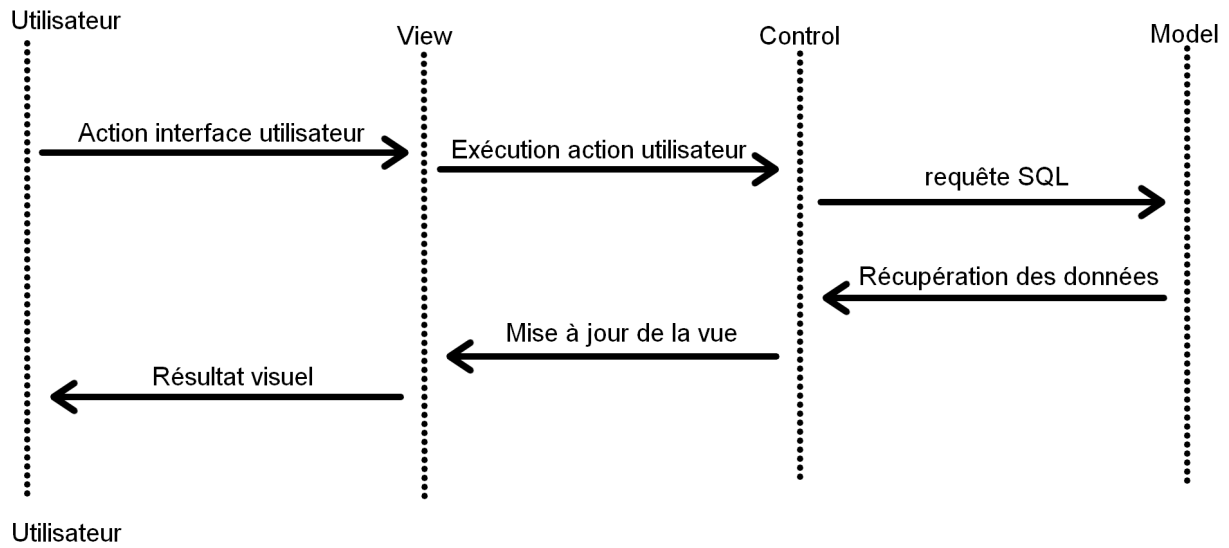 Utilisateur
View
Control
Model
Action interface utilisateur
Exécution action utilisateur
requête SQL
Récupération des données
Mise à jour de la vue
Résultat visuel
Utilisateur